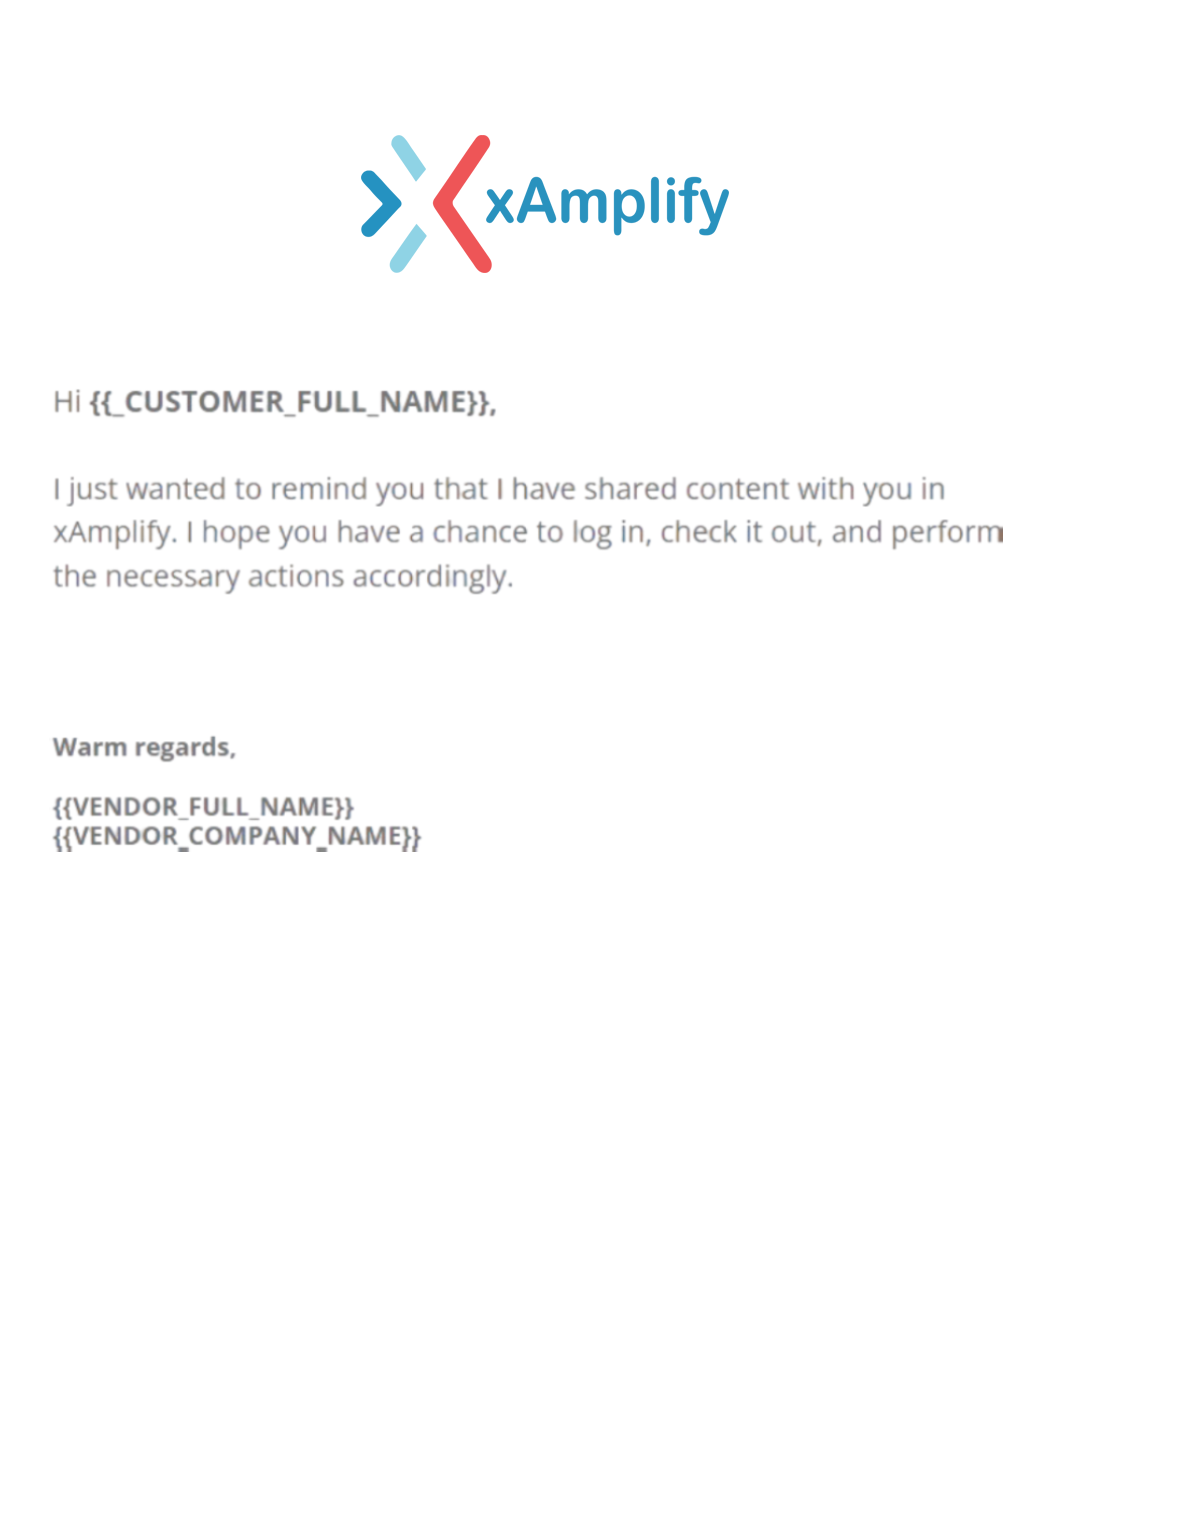 xAmplify
Hi {{_CUSTOMER_FULL_NAME}},
I just wanted to remind you that I have shared content with you in
xAmplify. I hope you have a chance to log in, check it out, and perform
the necessary actions accordingly.
Warm regards,
{{VENDOR_FULL_NAME}}
{{VENDOR_COMPANY_NAME}}